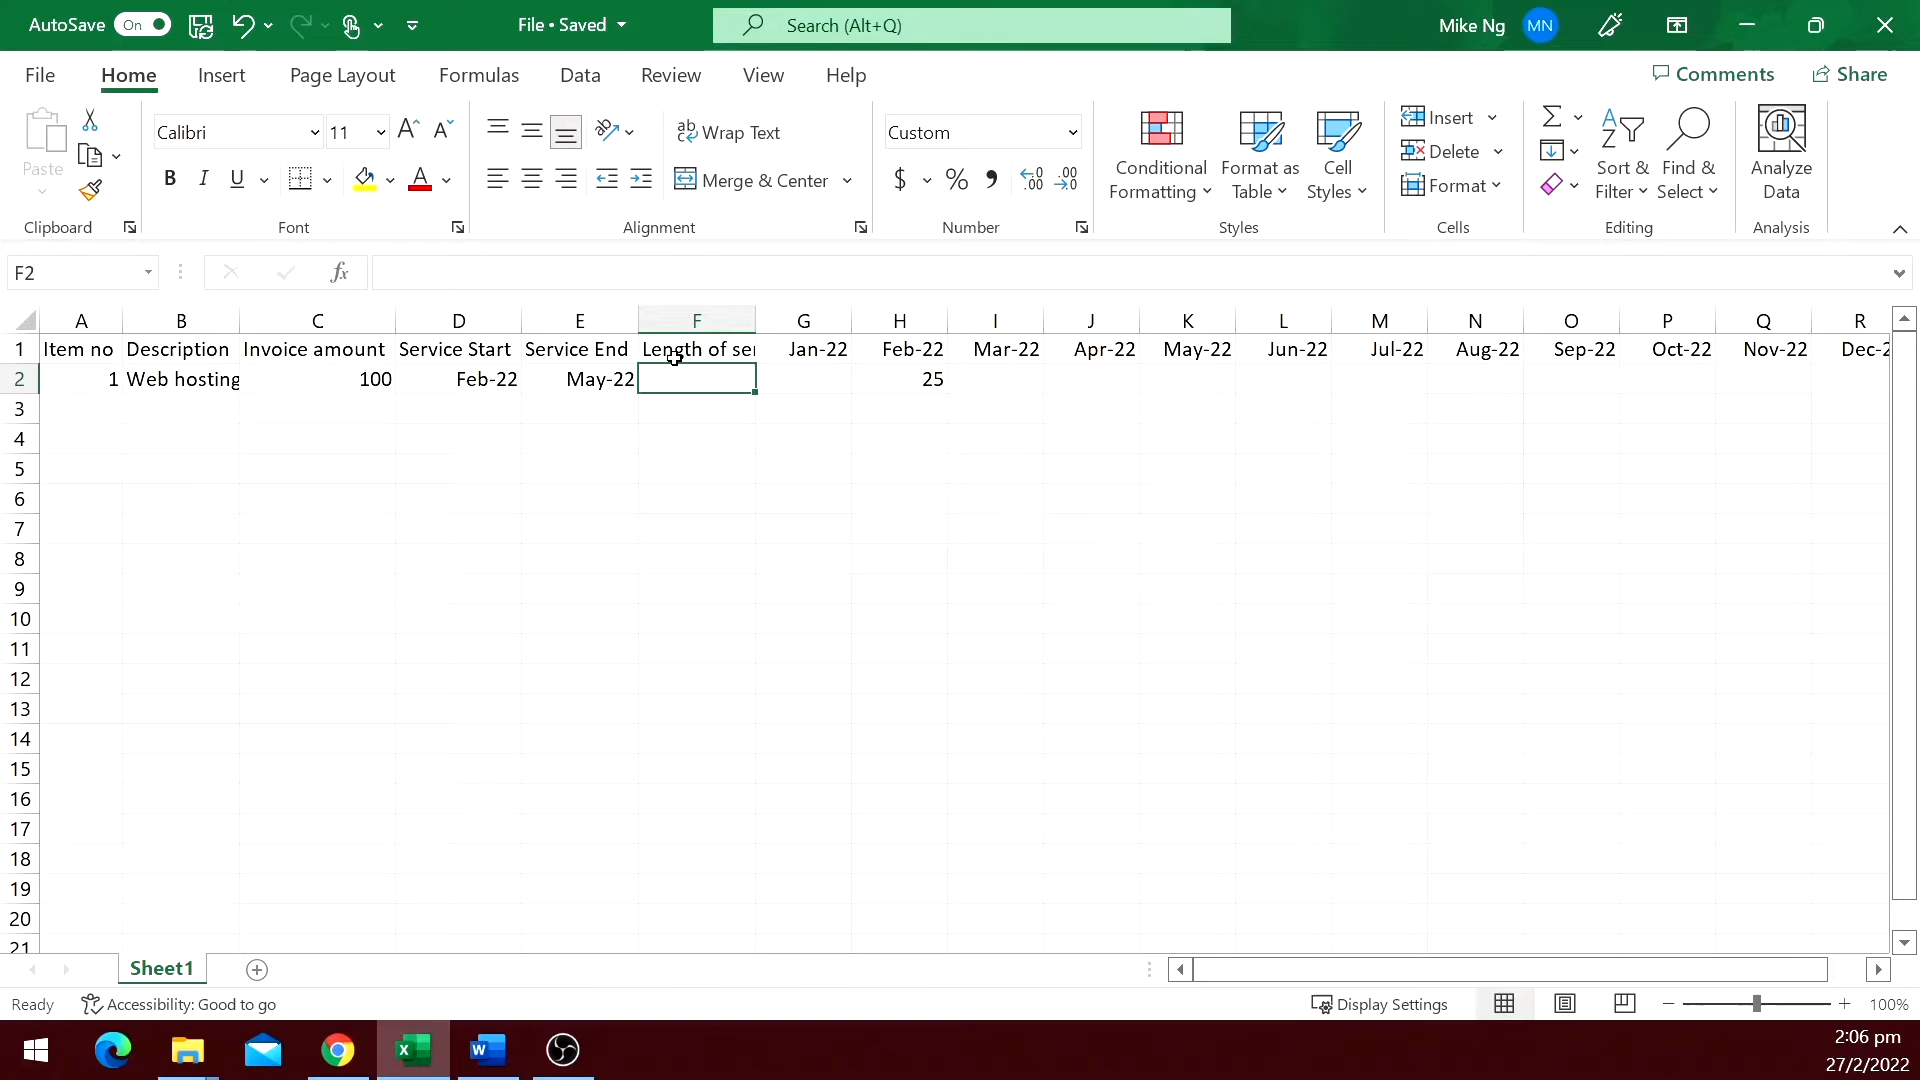 AutoSave On File • Saved Search (Alt+Q) Mike Ng MN
File Home Insert Page Layout Formulas Data Review View Help Comments Share
Calibri 11 Wrap Text Custom Insert
Paste Conditional Formatting Format as Table Cell Styles Delete Sort & Filter Find & Select Analyze Data
B I U Merge & Center $ % Format
Clipboard Font Alignment Number Styles Cells Editing Analysis
F2 fx
A B C D E F G H I J K L M N O P Q R
1 Item no Description Invoice amount Service Start Service End Length of ser Jan-22 Feb-22 Mar-22 Apr-22 May-22 Jun-22 Jul-22 Aug-22 Sep-22 Oct-22 Nov-22 Dec-2
2 1 Web hosting 100 Feb-22 May-22 25
3
4
5
6
7
8
9
10
11
12
13
14
15
16
17
18
19
20
21
Sheet1
Ready Accessibility: Good to go Display Settings 100%
2:06 pm
27/2/2022